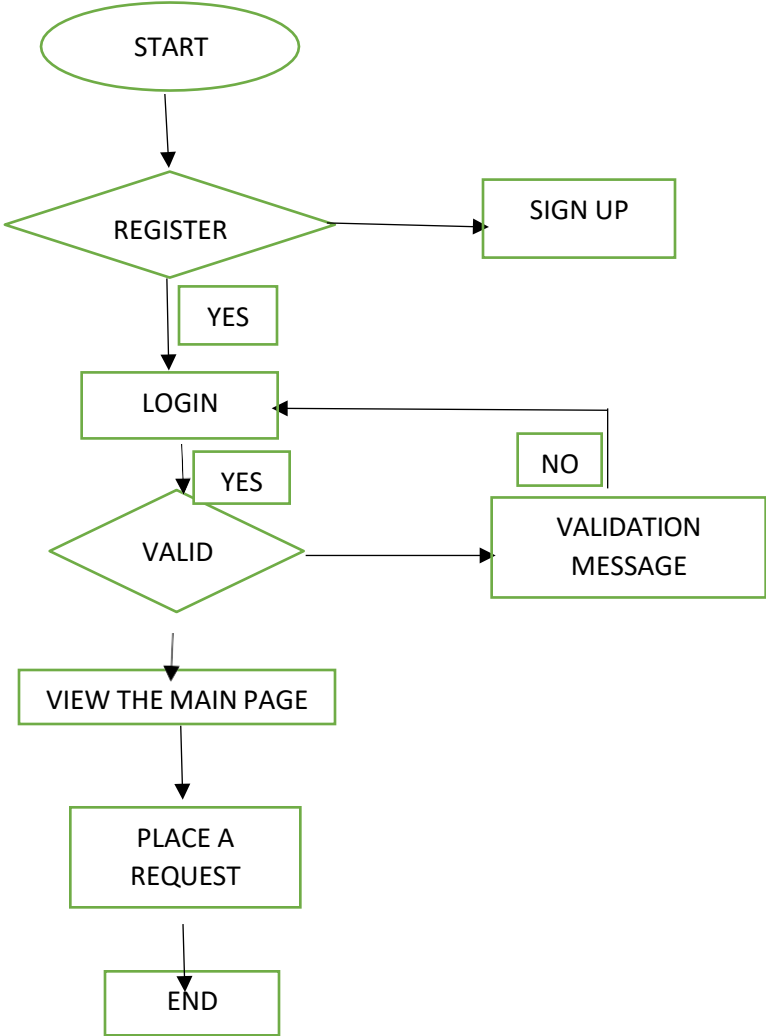 START
REGISTER
SIGN UP
YES
LOGIN
NO
YES
VALID
VALIDATION
MESSAGE
VIEW THE MAIN PAGE
PLACE A
REQUEST
END